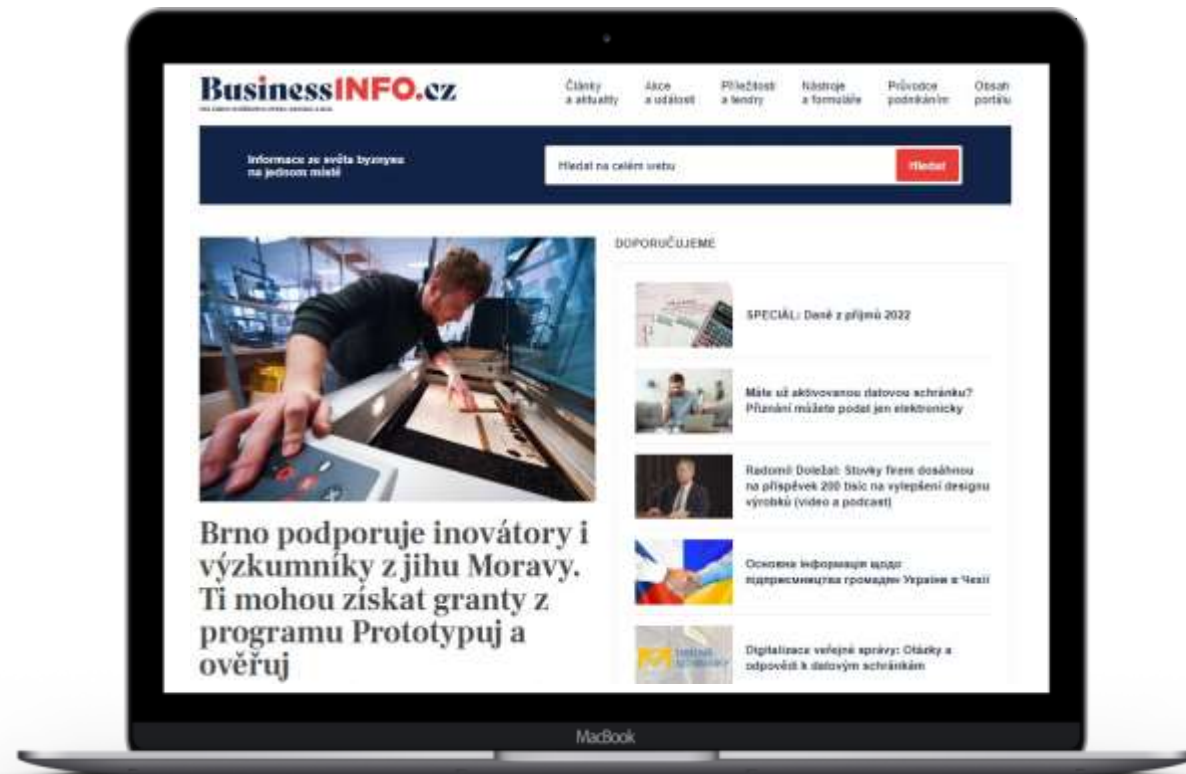 BusinessINFO.cz
Články
a aktuality
Akce
a události
Příležitosti
a tendry
Nástroje
a formuláře
Průvodce
podnikáním
Obsah
portálu
Informace ze světa byznysu
na jednom místě
Hledat na celém webu
Hledat
DOPORUČUJEME
SPECIÁL: Daně z příjmů 2022
Máte už aktivovanou datovou schránku?
Přiznání můžete podat jen elektronicky
Radomil Doležal: Stovky firem dosáhnou
na příspěvek 200 tisíc na vylepšení designu
výrobků (video a podcast)
Основна інформація щодо
підприємництва громадян України в Чехії
Digitalizace veřejné správy: Otázky a
odpovědi k datovým schránkám
Brno podporuje inovátory i
výzkumníky z jihu Moravy.
Ti mohou získat granty z
programu Prototypuj a
ověřuj
MacBook